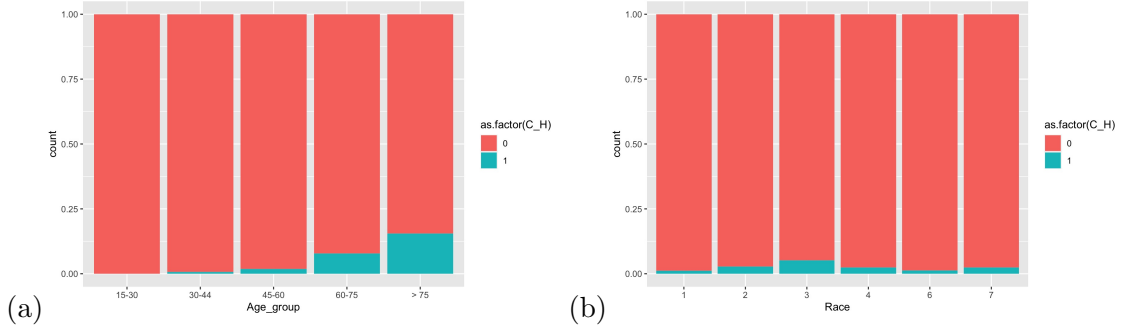 1.00
0.75
0.50
0.25
0.00
count
15-30 30-44 45-60 60-75 > 75
Age_group
as.factor(C_H)
0
1
(a)
1.00
0.75
0.50
0.25
0.00
count
1 2 3 4 6 7
Race
as.factor(C_H)
0
1
(b)